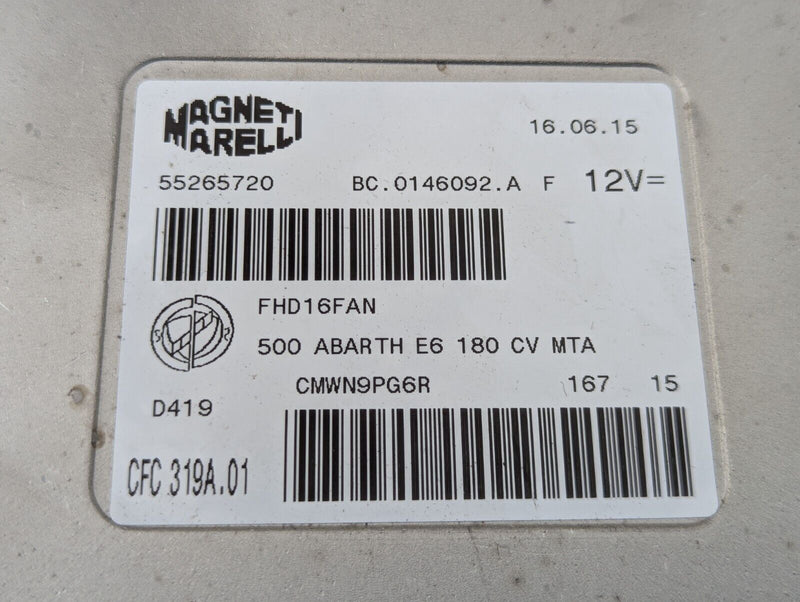 MAGNETI
MARELLI
16.06.15
55265720 BC.0146092.A F 12V=
FHD16FAN
500 ABARTH E6 180 CV MTA
CMWN9PG6R 167 15
D419
CFC 319A.01